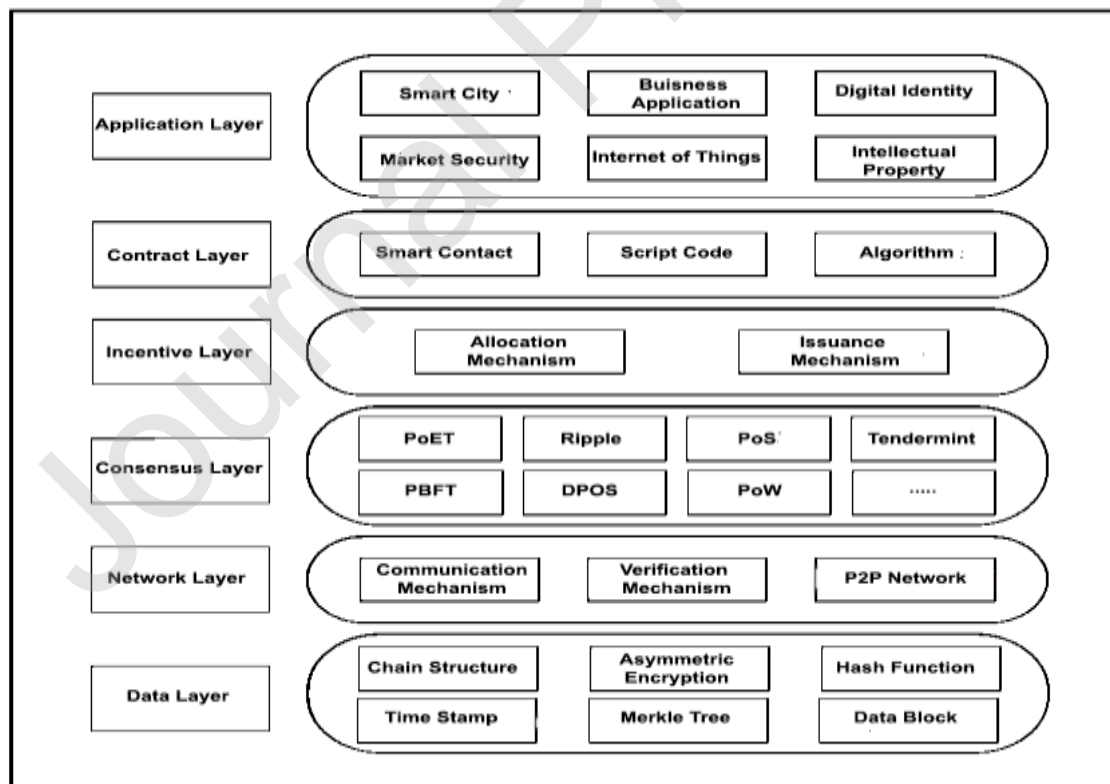 Journal P
Application Layer
Smart City
Buisness
Application
Digital Identity
Market Security
Internet of Things
Intellectual
Property
Contract Layer
Smart Contact
Script Code
Algorithm
Incentive Layer
Allocation
Mechanism
Issuance
Mechanism
Consensus Layer
PoET
Ripple
PoS
Tendermint
PBFT
DPOS
PoW
.....
Network Layer
Communication
Mechanism
Verification
Mechanism
P2P Network
Data Layer
Chain Structure
Asymmetric
Encryption
Hash Function
Time Stamp
Merkle Tree
Data Block